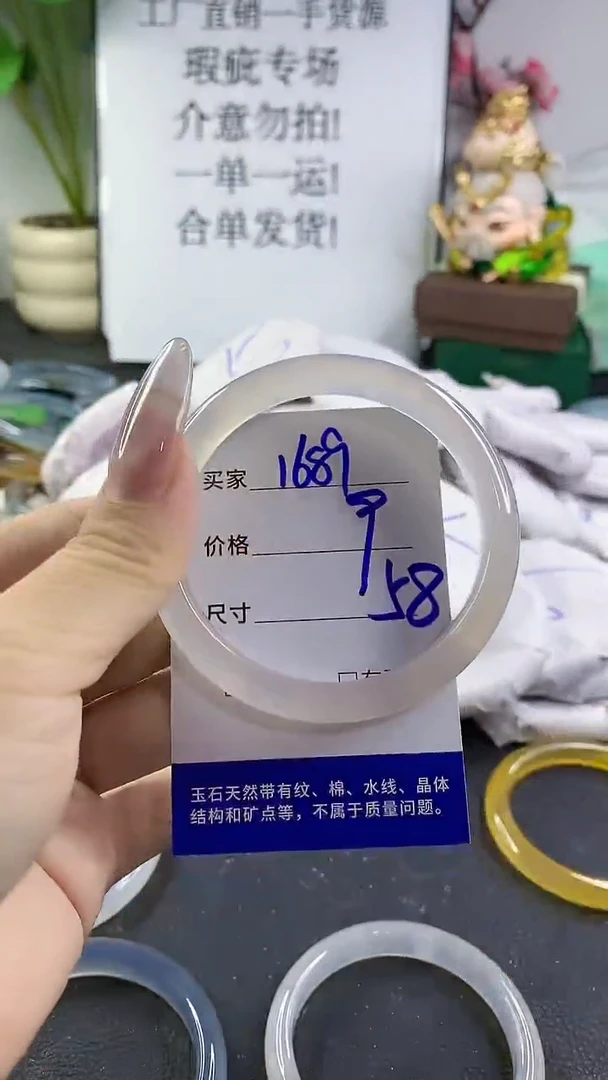 工厂直销一手货源
瑕疵专场
介意勿拍!
一单一运!
合单发货!
买家 1689
价格
尺寸 58
玉石天然带有纹、棉、水线、晶体
结构和矿点等，不属于质量问题。